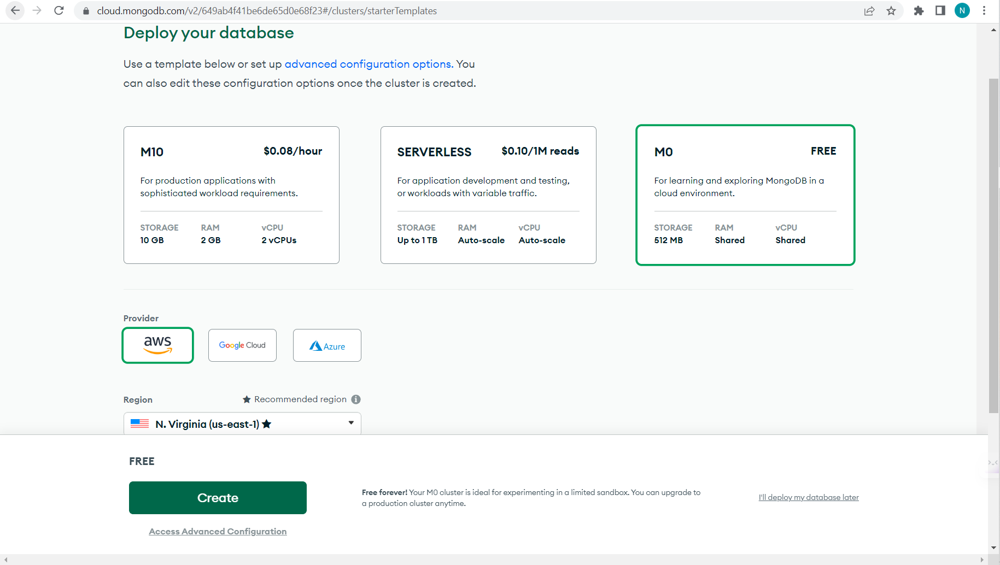 cloud.mongodb.com/v2/649ab4f41be6de65d0e68f23#/clusters/starterTemplates
N
Deploy your database
Use a template below or set up advanced configuration options. You
can also edit these configuration options once the cluster is created.
M10 $0.08/hour
For production applications with
sophisticated workload requirements.
STORAGE RAM vCPU
10 GB 2 GB 2 vCPUs
SERVERLESS $0.10/1M reads
For application development and testing,
or workloads with variable traffic.
STORAGE RAM vCPU
Up to 1 TB Auto-scale Auto-scale
M0 FREE
For learning and exploring MongoDB in a
cloud environment.
STORAGE RAM vCPU
512 MB Shared Shared
Provider
aws
Google Cloud
Azure
Region ★ Recommended region
N. Virginia (us-east-1) ★
FREE
Create
Access Advanced Configuration
Free forever! Your M0 cluster is ideal for experimenting in a limited sandbox. You can upgrade to
a production cluster anytime.
I'll deploy my database later